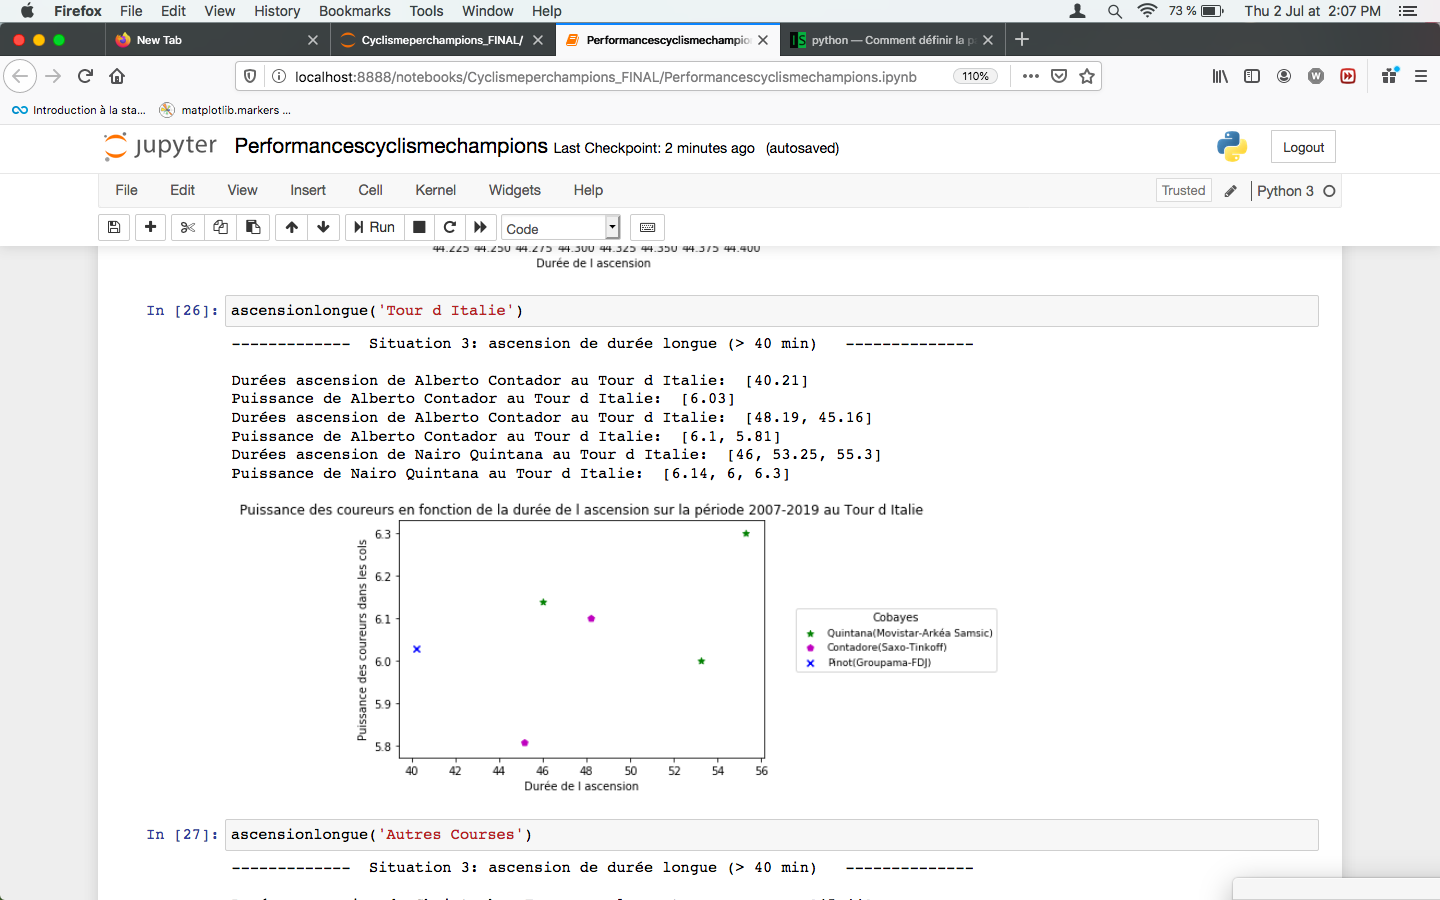 Firefox File Edit View History Bookmarks Tools Window Help 73 % Thu 2 Jul at 2:07 PM
New Tab Cyclismeperchampions_FINAL/ Performancescyclismechampio IS python — Comment définir la p
localhost:8888/notebooks/Cyclismeperchampions_FINAL/Performancescyclismechampions.ipynb 110%
Introduction à la sta... matplotlib.markers ...
jupyter Performancescyclismechampions Last Checkpoint: 2 minutes ago (autosaved) Logout
File Edit View Insert Cell Kernel Widgets Help Trusted Python 3
Run Code
44.225 44.250 44.275 44.300 44.325 44.350 44.375 44.400
Durée de l ascension
In [26]: ascensionlongue('Tour d Italie')
------------- Situation 3: ascension de durée longue (> 40 min) --------------
Durées ascension de Alberto Contador au Tour d Italie: [40.21]
Puissance de Alberto Contador au Tour d Italie: [6.03]
Durées ascension de Alberto Contador au Tour d Italie: [48.19, 45.16]
Puissance de Alberto Contador au Tour d Italie: [6.1, 5.81]
Durées ascension de Nairo Quintana au Tour d Italie: [46, 53.25, 55.3]
Puissance de Nairo Quintana au Tour d Italie: [6.14, 6, 6.3]
Puissance des coureurs en fonction de la durée de l ascension sur la période 2007-2019 au Tour d Italie
Puissance des coureurs dans les cols
6.3
6.2
6.1
6.0
5.9
5.8
40 42 44 46 48 50 52 54 56
Durée de l ascension
Cobayes
Quintana(Movistar-Arkéa Samsic)
Contadore(Saxo-Tinkoff)
Pinot(Groupama-FDJ)
In [27]: ascensionlongue('Autres Courses')
------------- Situation 3: ascension de durée longue (> 40 min) --------------